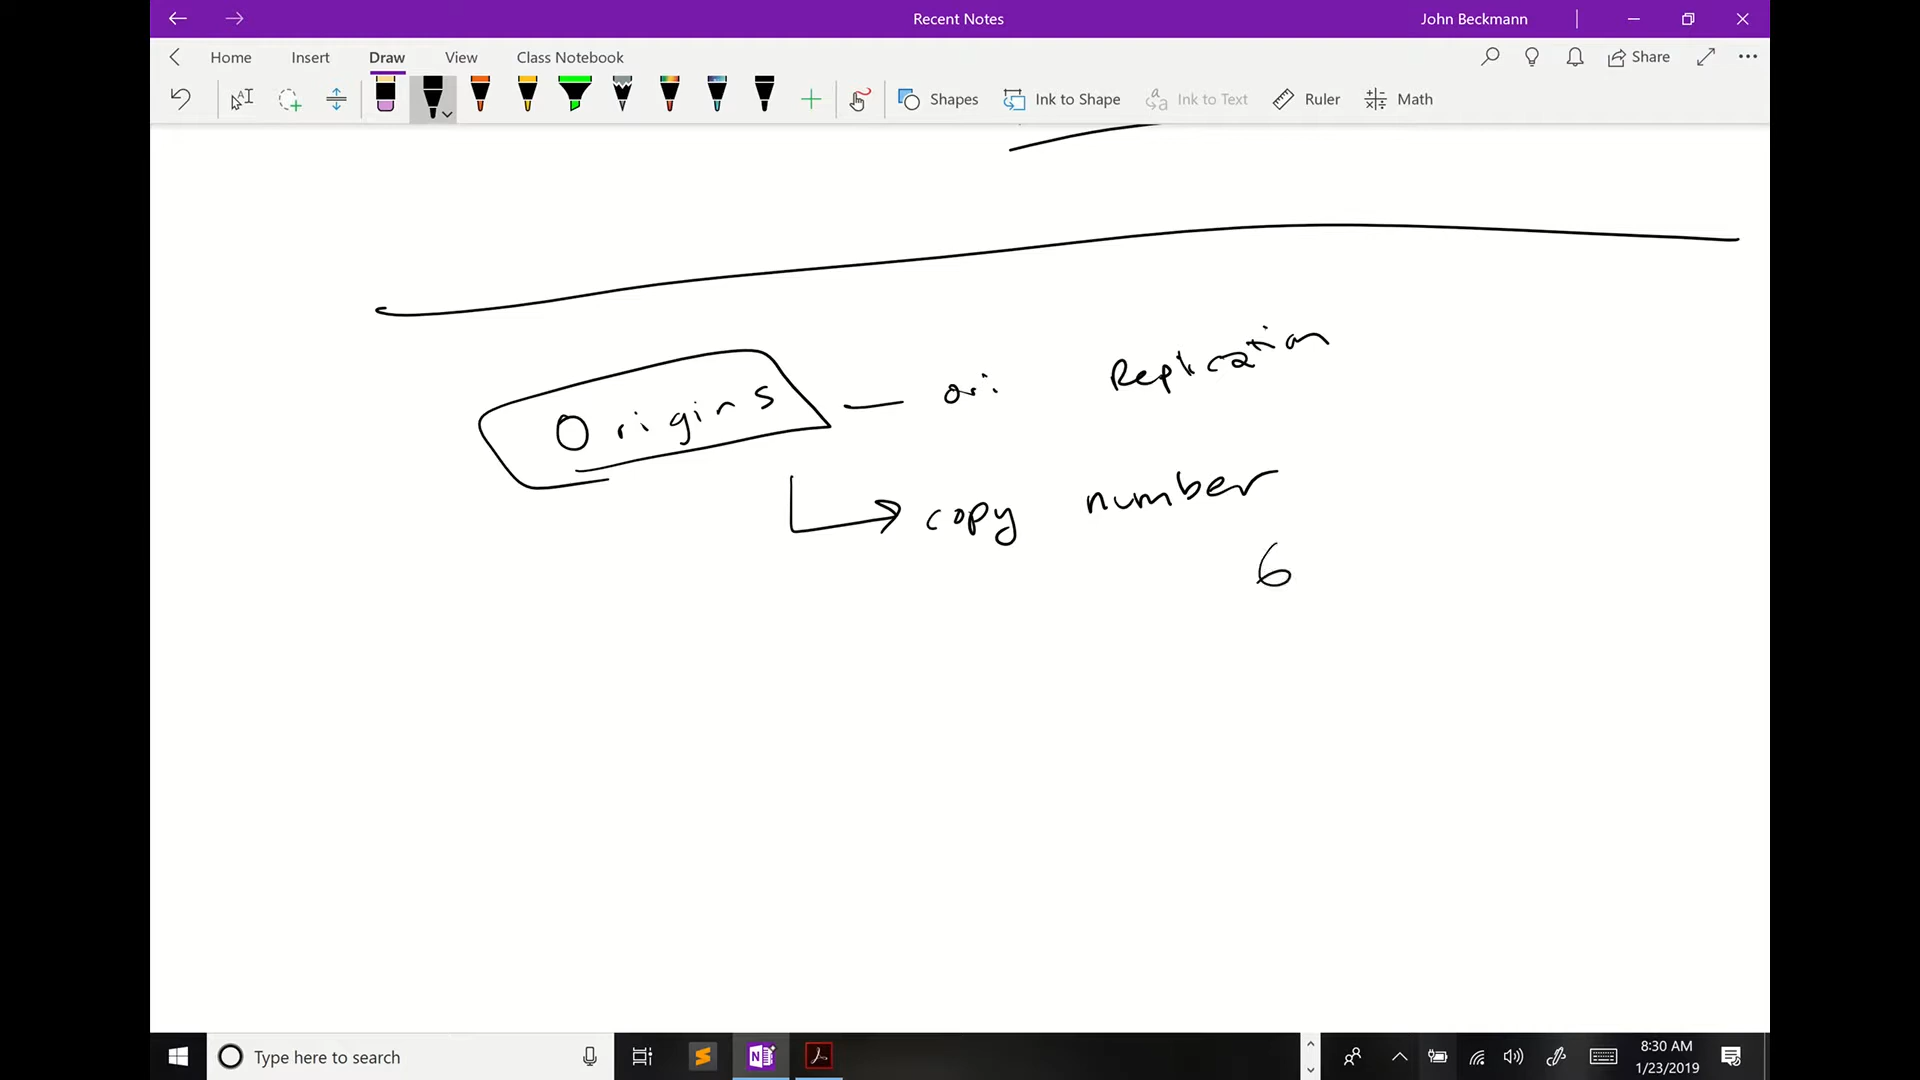 Recent Notes
John Beckmann
Home Insert Draw View Class Notebook
Share
Shapes Ink to Shape Ink to Text Ruler Math
Origins — ori Replication
copy number
6
Type here to search
8:30 AM
1/23/2019